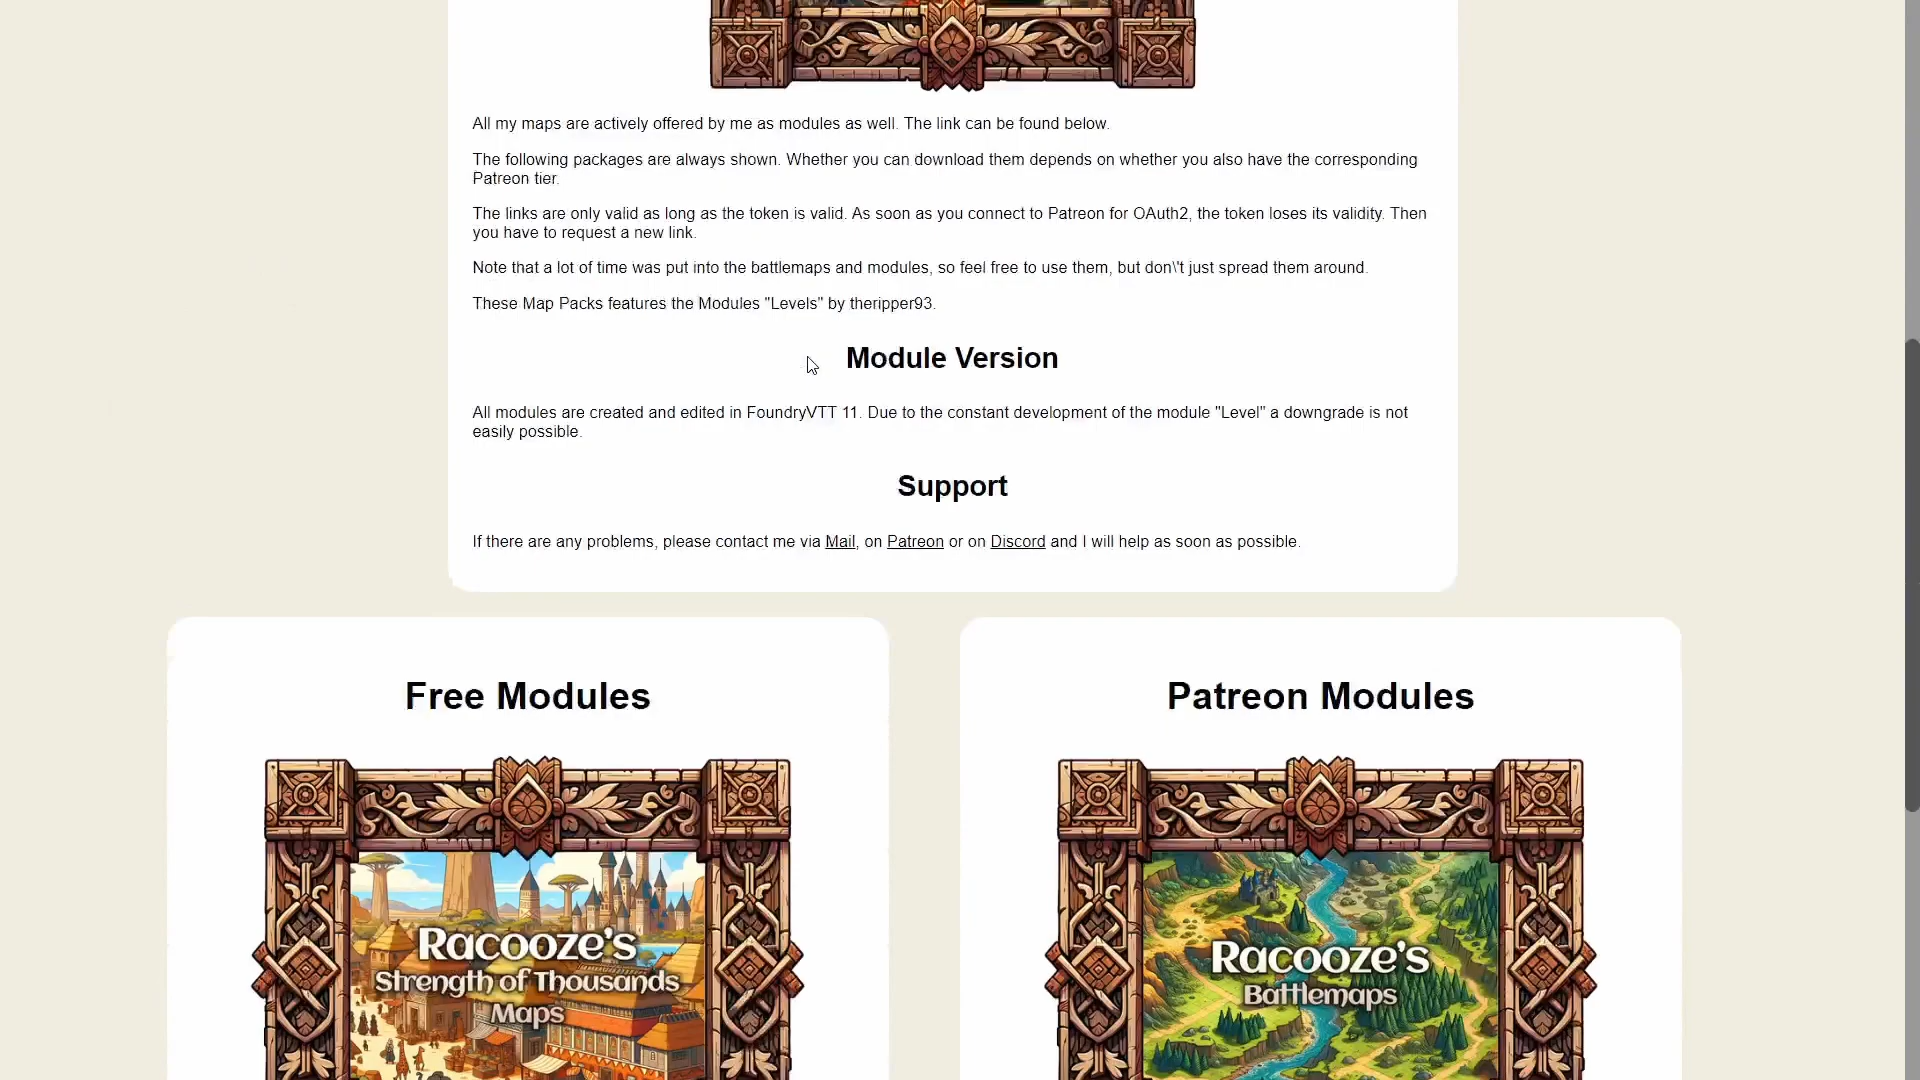 All my maps are actively offered by me as modules as well. The link can be found below.
The following packages are always shown. Whether you can download them depends on whether you also have the corresponding
Patreon tier.
The links are only valid as long as the token is valid. As soon as you connect to Patreon for OAuth2, the token loses its validity. Then
you have to request a new link.
Note that a lot of time was put into the battlemaps and modules, so feel free to use them, but don\'t just spread them around.
These Map Packs features the Modules "Levels" by theripper93.
Module Version
All modules are created and edited in FoundryVTT 11. Due to the constant development of the module "Level" a downgrade is not
easily possible.
Support
If there are any problems, please contact me via Mail, on Patreon or on Discord and I will help as soon as possible.
Free Modules
Racooze's
Strength of Thousands
Maps
Patreon Modules
Racooze's
Battlemaps